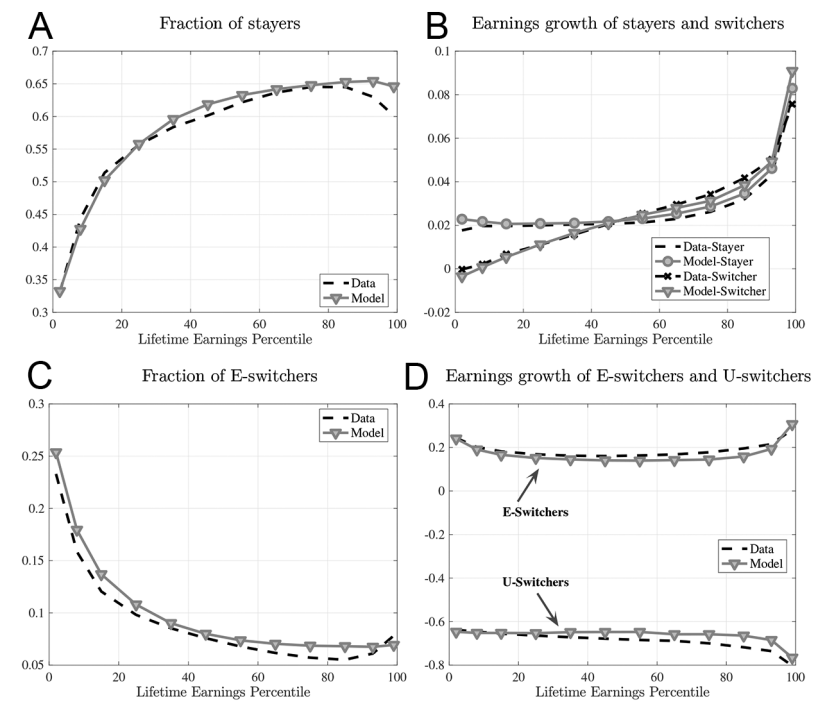 A
Fraction of stayers
0.7
0.65
0.6
0.55
0.5
0.45
0.4
0.35
0.3
Data
Model
0 20 40 60 80 100
Lifetime Earnings Percentile
B
Earnings growth of stayers and switchers
0.1
0.08
0.06
0.04
0.02
0
-0.02
Data-Stayer
Model-Stayer
Data-Switcher
Model-Switcher
0 20 40 60 80 100
Lifetime Earnings Percentile
C
Fraction of E-switchers
0.3
0.25
0.2
0.15
0.1
0.05
Data
Model
0 20 40 60 80 100
Lifetime Earnings Percentile
D
Earnings growth of E-switchers and U-switchers
0.4
0.2
0
-0.2
-0.4
-0.6
-0.8
E-Switchers
Data
Model
U-Switchers
0 20 40 60 80 100
Lifetime Earnings Percentile